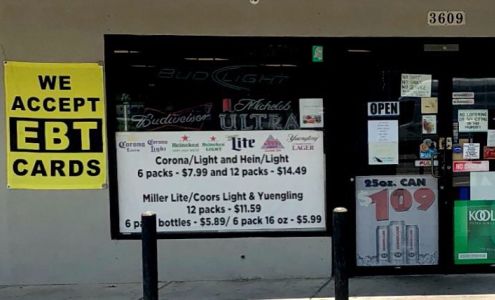 3609
WE
ACCEPT
EBT
CARDS
BUD LIGHT
Budweiser
Michelob
ULTRA
OPEN
Corona Corona Light Heineken Heineken LIGHT Lite Yuengling LAGER
Corona/Light and Hein/Light
6 packs - $7.99 and 12 packs - $14.49
Miller Lite/Coors Light & Yuengling
12 packs - $11.59
6 pa bottles - $5.89/ 6 pack 16 oz - $5.99
25oz. CAN
$109
KOOL